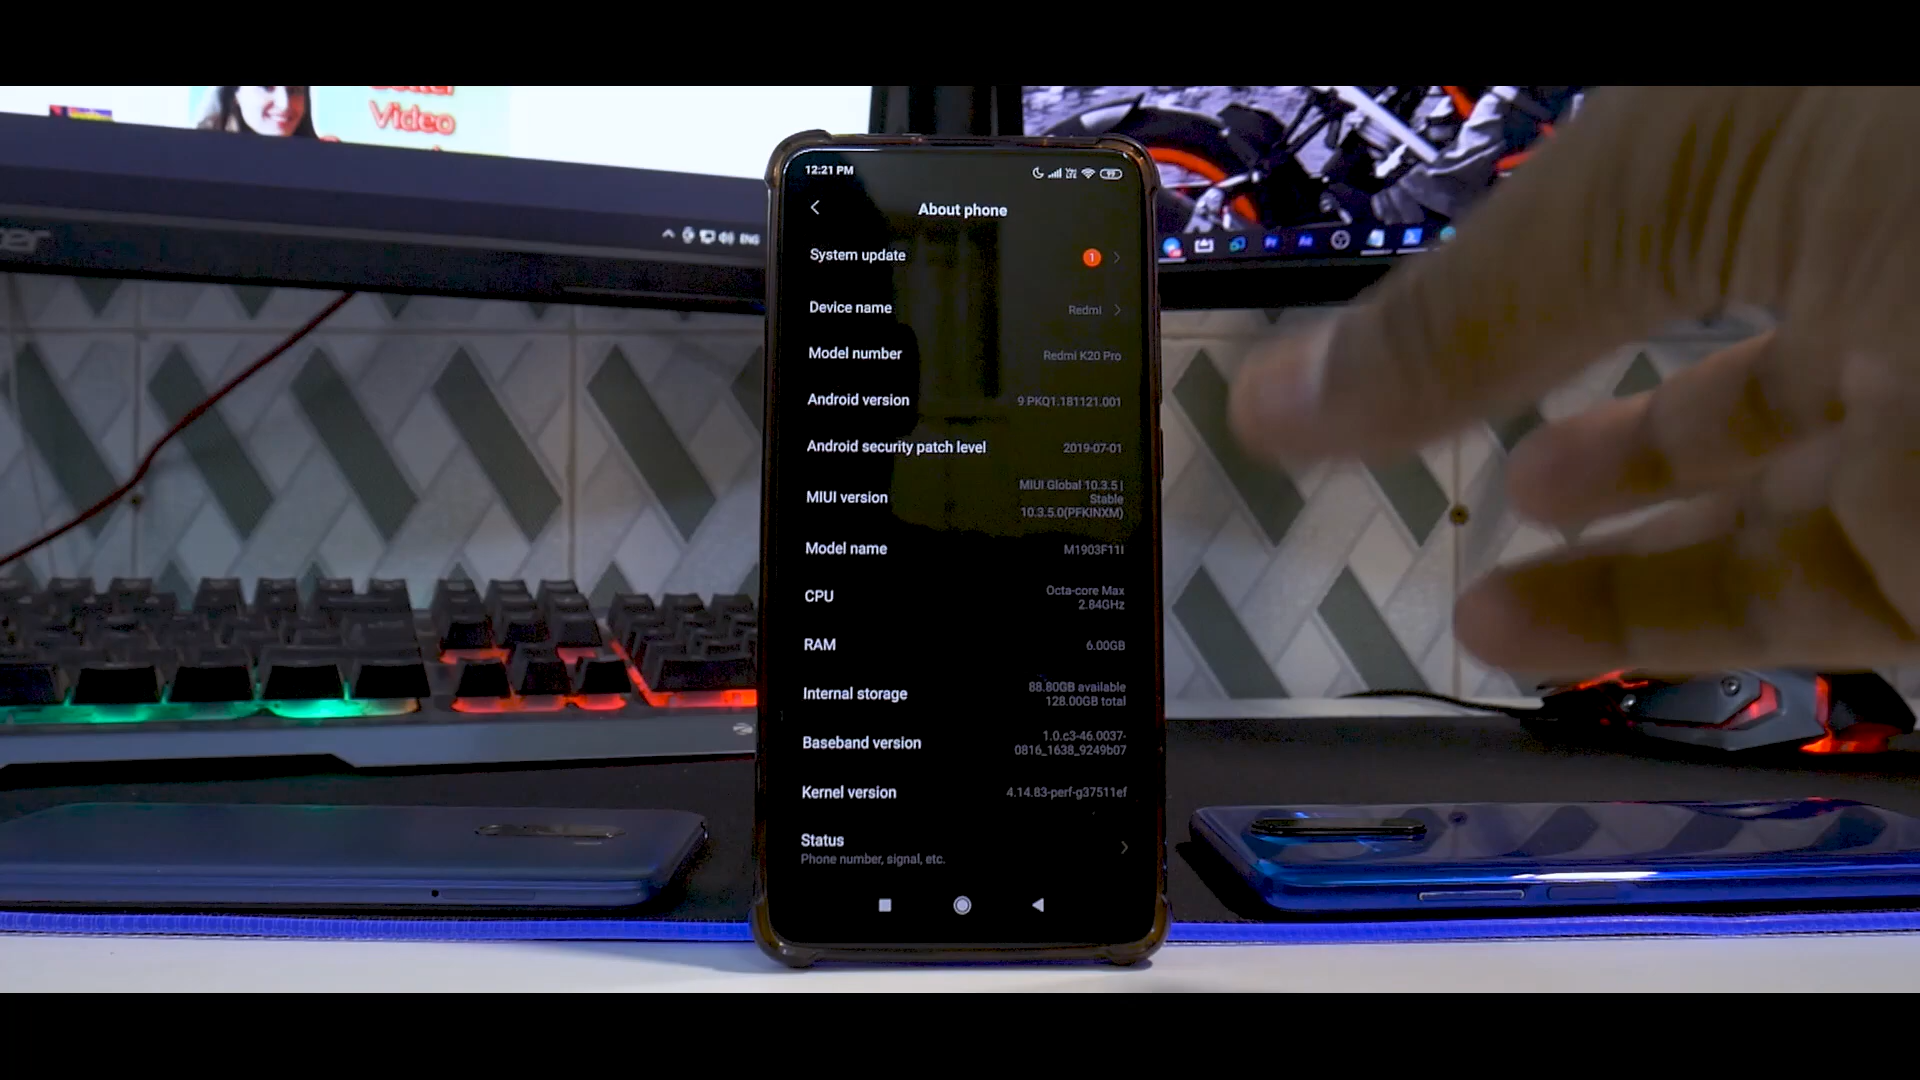 Video
ENG
12:21 PM
99
About phone
System update
1
Device name
Redmi
Model number
Redmi K20 Pro
Android version
9 PKQ1.181121.001
Android security patch level
2019-07-01
MIUI version
MIUI Global 10.3.5 |
Stable
10.3.5.0(PFKINXM)
Model name
M1903F11I
CPU
Octa-core Max
2.84GHz
RAM
6.00GB
Internal storage
88.80GB available
128.00GB total
Baseband version
1.0.c3-46.0037-
0816_1638_9249b07
Kernel version
4.14.83-perf-g37511ef
Status
Phone number, signal, etc.
Pr
Ae